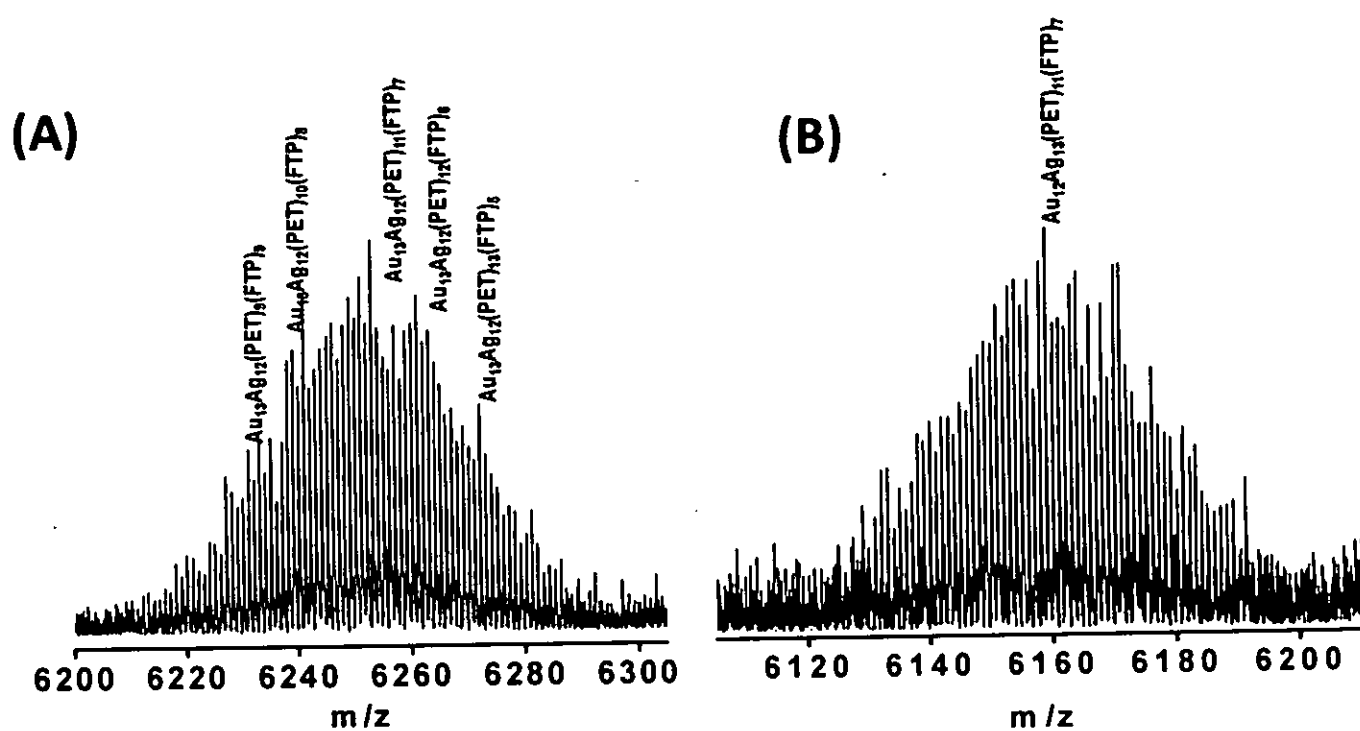 (A)
Au₁₃Ag₁₂(PET)₉(FTP)₉
Au₁₃Ag₁₂(PET)₁₀(FTP)₈
Au₁₃Ag₁₂(PET)₁₁(FTP)₇
Au₁₃Ag₁₂(PET)₁₂(FTP)₆
Au₁₃Ag₁₂(PET)₁₃(FTP)₅
6200 6220 6240 6260 6280 6300
m/z
(B)
Au₁₂Ag₁₃(PET)₁₁(FTP)₇
6120 6140 6160 6180 6200
m/z